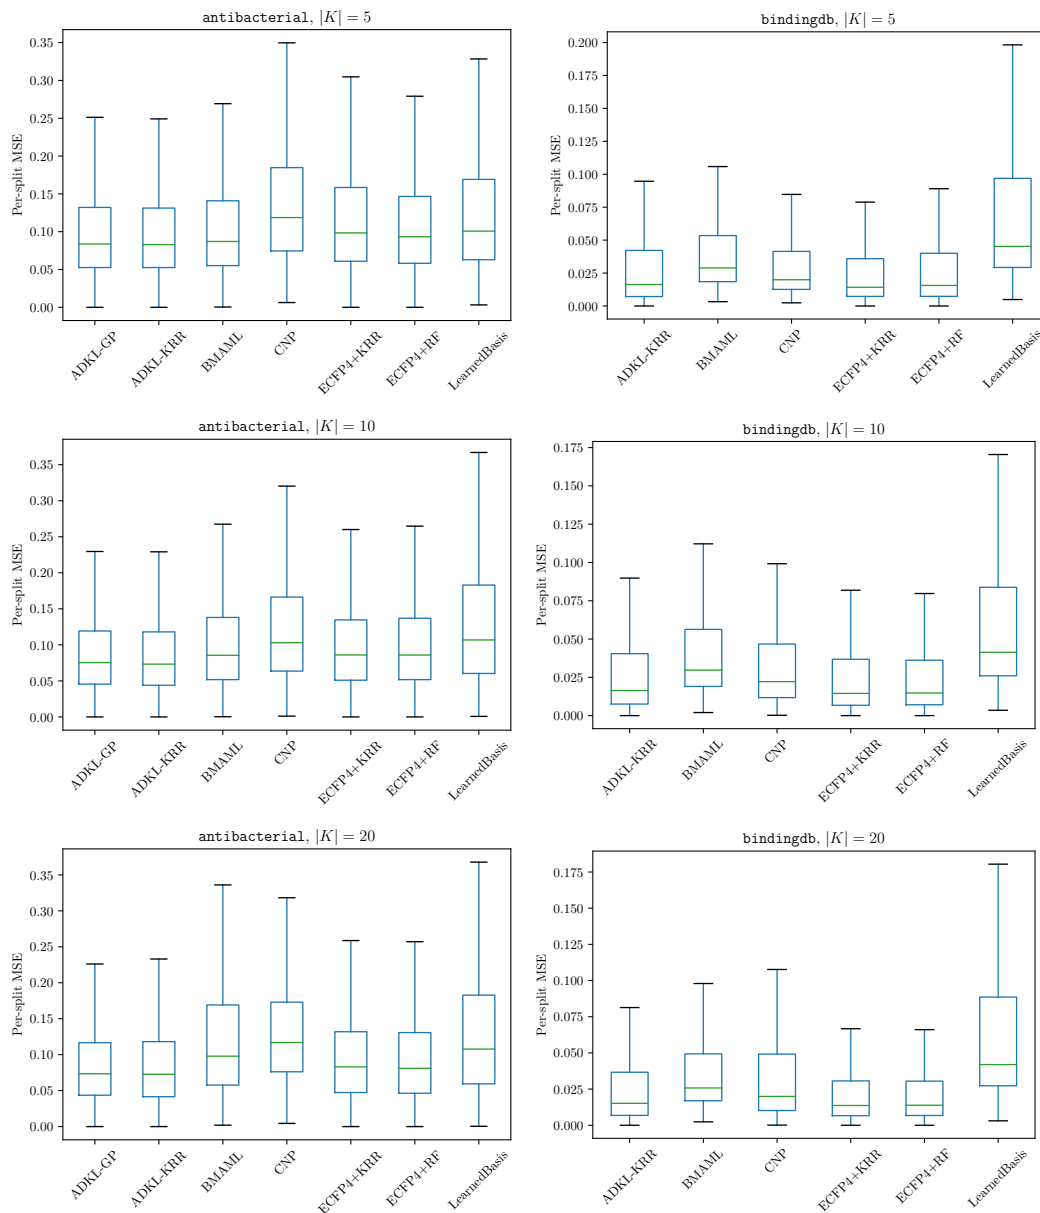 antibacterial, |K| = 5
0.35
0.30
0.25
0.20
0.15
0.10
0.05
0.00
Per-split MSE
ADKL-GP
ADKL-KRR
BMAML
CNP
ECFP4+KRR
ECFP4+RF
LearnedBasis
bindingdb, |K| = 5
0.200
0.175
0.150
0.125
0.100
0.075
0.050
0.025
0.000
Per-split MSE
ADKL-KRR
BMAML
CNP
ECFP4+KRR
ECFP4+RF
LearnedBasis
antibacterial, |K| = 10
0.35
0.30
0.25
0.20
0.15
0.10
0.05
0.00
Per-split MSE
ADKL-GP
ADKL-KRR
BMAML
CNP
ECFP4+KRR
ECFP4+RF
LearnedBasis
bindingdb, |K| = 10
0.175
0.150
0.125
0.100
0.075
0.050
0.025
0.000
Per-split MSE
ADKL-KRR
BMAML
CNP
ECFP4+KRR
ECFP4+RF
LearnedBasis
antibacterial, |K| = 20
0.35
0.30
0.25
0.20
0.15
0.10
0.05
0.00
Per-split MSE
ADKL-GP
ADKL-KRR
BMAML
CNP
ECFP4+KRR
ECFP4+RF
LearnedBasis
bindingdb, |K| = 20
0.175
0.150
0.125
0.100
0.075
0.050
0.025
0.000
Per-split MSE
ADKL-KRR
BMAML
CNP
ECFP4+KRR
ECFP4+RF
LearnedBasis